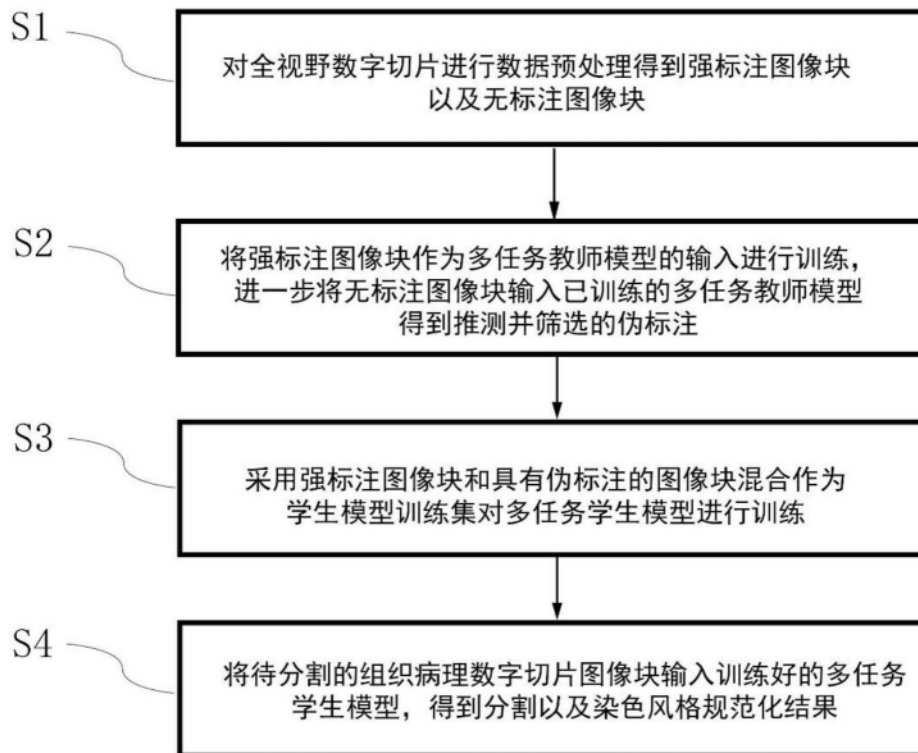 S1
对全视野数字切片进行数据预处理得到强标注图像块
以及无标注图像块
S2
将强标注图像块作为多任务教师模型的输入进行训练，
进一步将无标注图像块输入已训练的多任务教师模型
得到推测并筛选的伪标注
S3
采用强标注图像块和具有伪标注的图像块混合作为
学生模型训练集对多任务学生模型进行训练
S4
将待分割的组织病理数字切片图像块输入训练好的多任务
学生模型，得到分割以及染色风格规范化结果